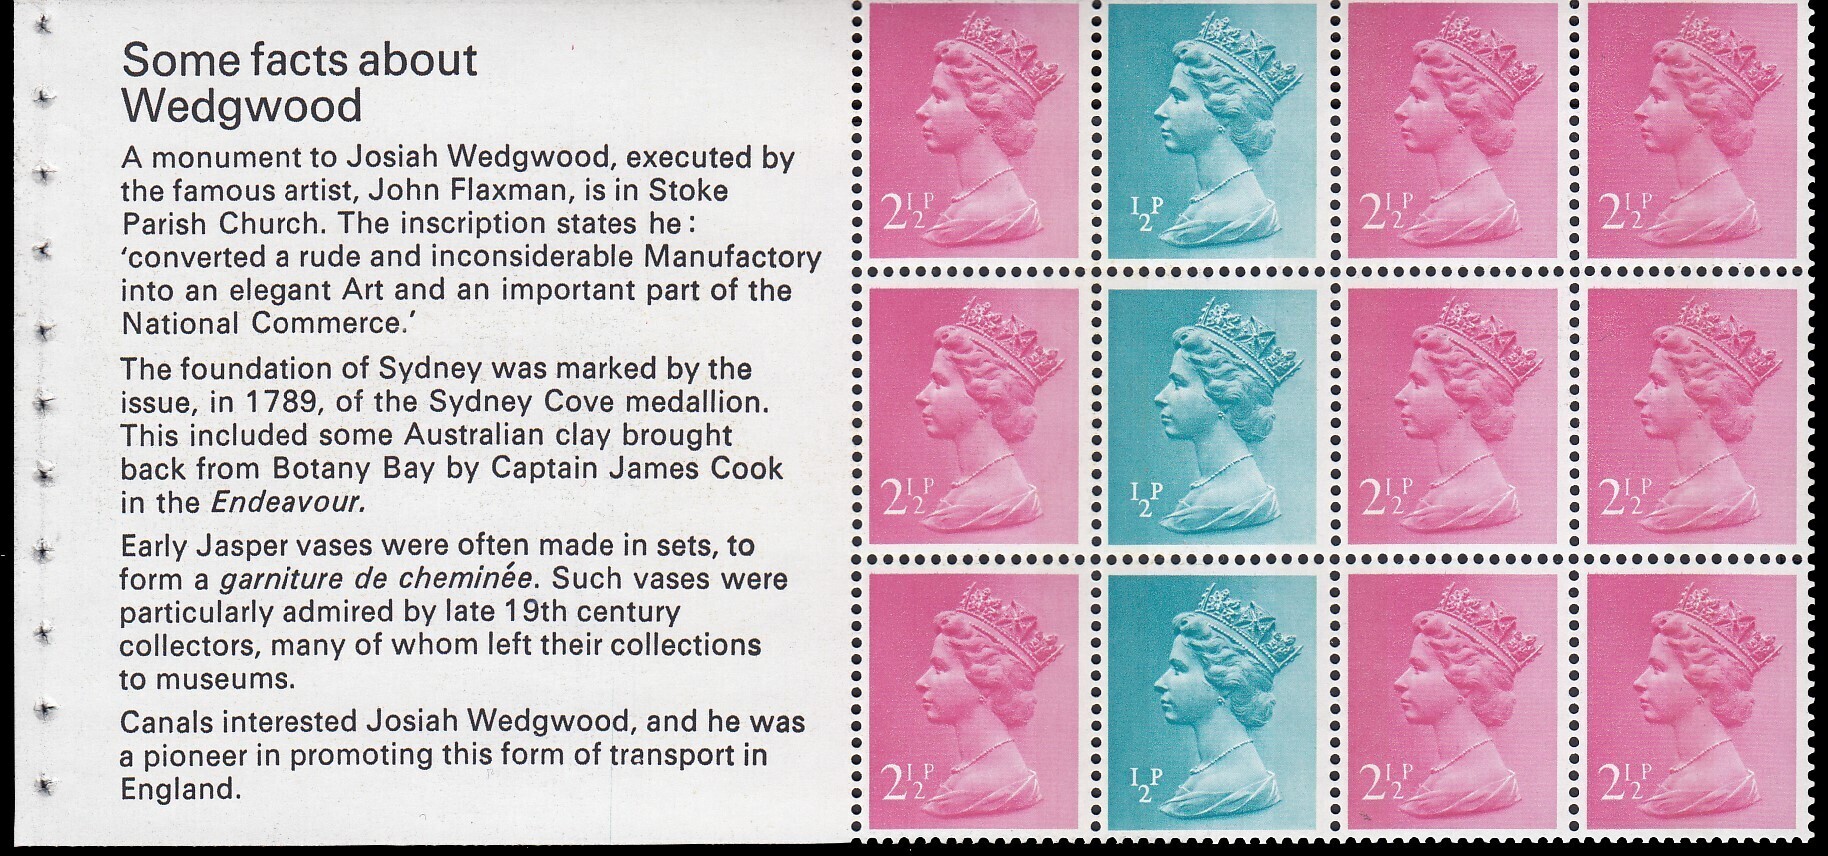 Some facts about
Wedgwood
A monument to Josiah Wedgwood, executed by
the famous artist, John Flaxman, is in Stoke
Parish Church. The inscription states he:
‘converted a rude and inconsiderable Manufactory
into an elegant Art and an important part of the
National Commerce.’
The foundation of Sydney was marked by the
issue, in 1789, of the Sydney Cove medallion.
This included some Australian clay brought
back from Botany Bay by Captain James Cook
in the Endeavour.
Early Jasper vases were often made in sets, to
form a garniture de cheminée. Such vases were
particularly admired by late 19th century
collectors, many of whom left their collections
to museums.
Canals interested Josiah Wedgwood, and he was
a pioneer in promoting this form of transport in
England.
2½P ½P 2½P 2½P
2½P ½P 2½P 2½P
2½P ½P 2½P 2½P